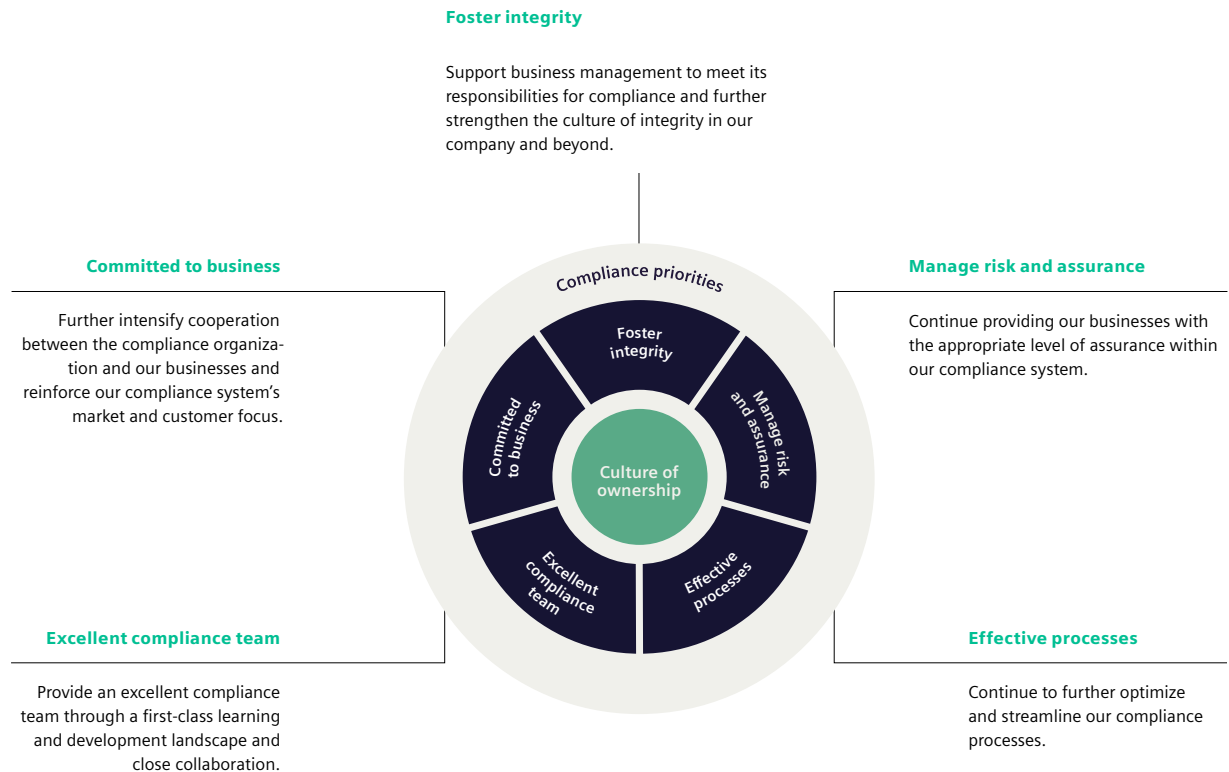 Foster integrity
Support business management to meet its
responsibilities for compliance and further
strengthen the culture of integrity in our
company and beyond.
Committed to business
Further intensify cooperation
between the compliance organiza-
tion and our businesses and
reinforce our compliance system’s
market and customer focus.
Manage risk and assurance
Continue providing our businesses with
the appropriate level of assurance within
our compliance system.
Compliance priorities
Foster
integrity
Committed
to business
Manage risk
and assurance
Culture of
ownership
Excellent
compliance
team
Effective
processes
Excellent compliance team
Provide an excellent compliance
team through a first-class learning
and development landscape and
close collaboration.
Effective processes
Continue to further optimize
and streamline our compliance
processes.